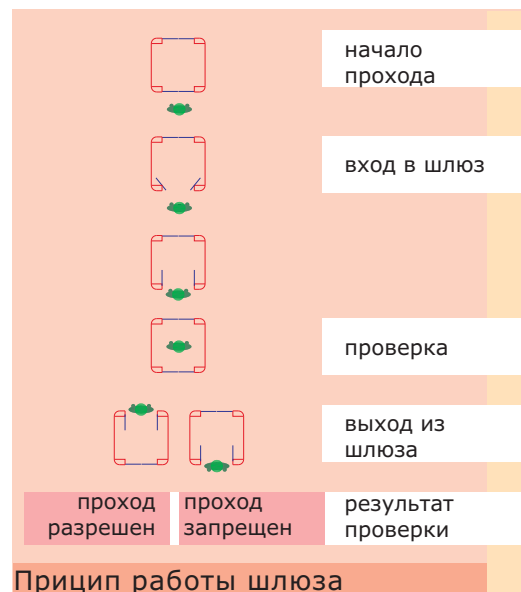 начало
прохода
вход в шлюз
проверка
выход из
шлюза
проход
разрешен
проход
запрещен
результат
проверки
Прицип работы шлюза